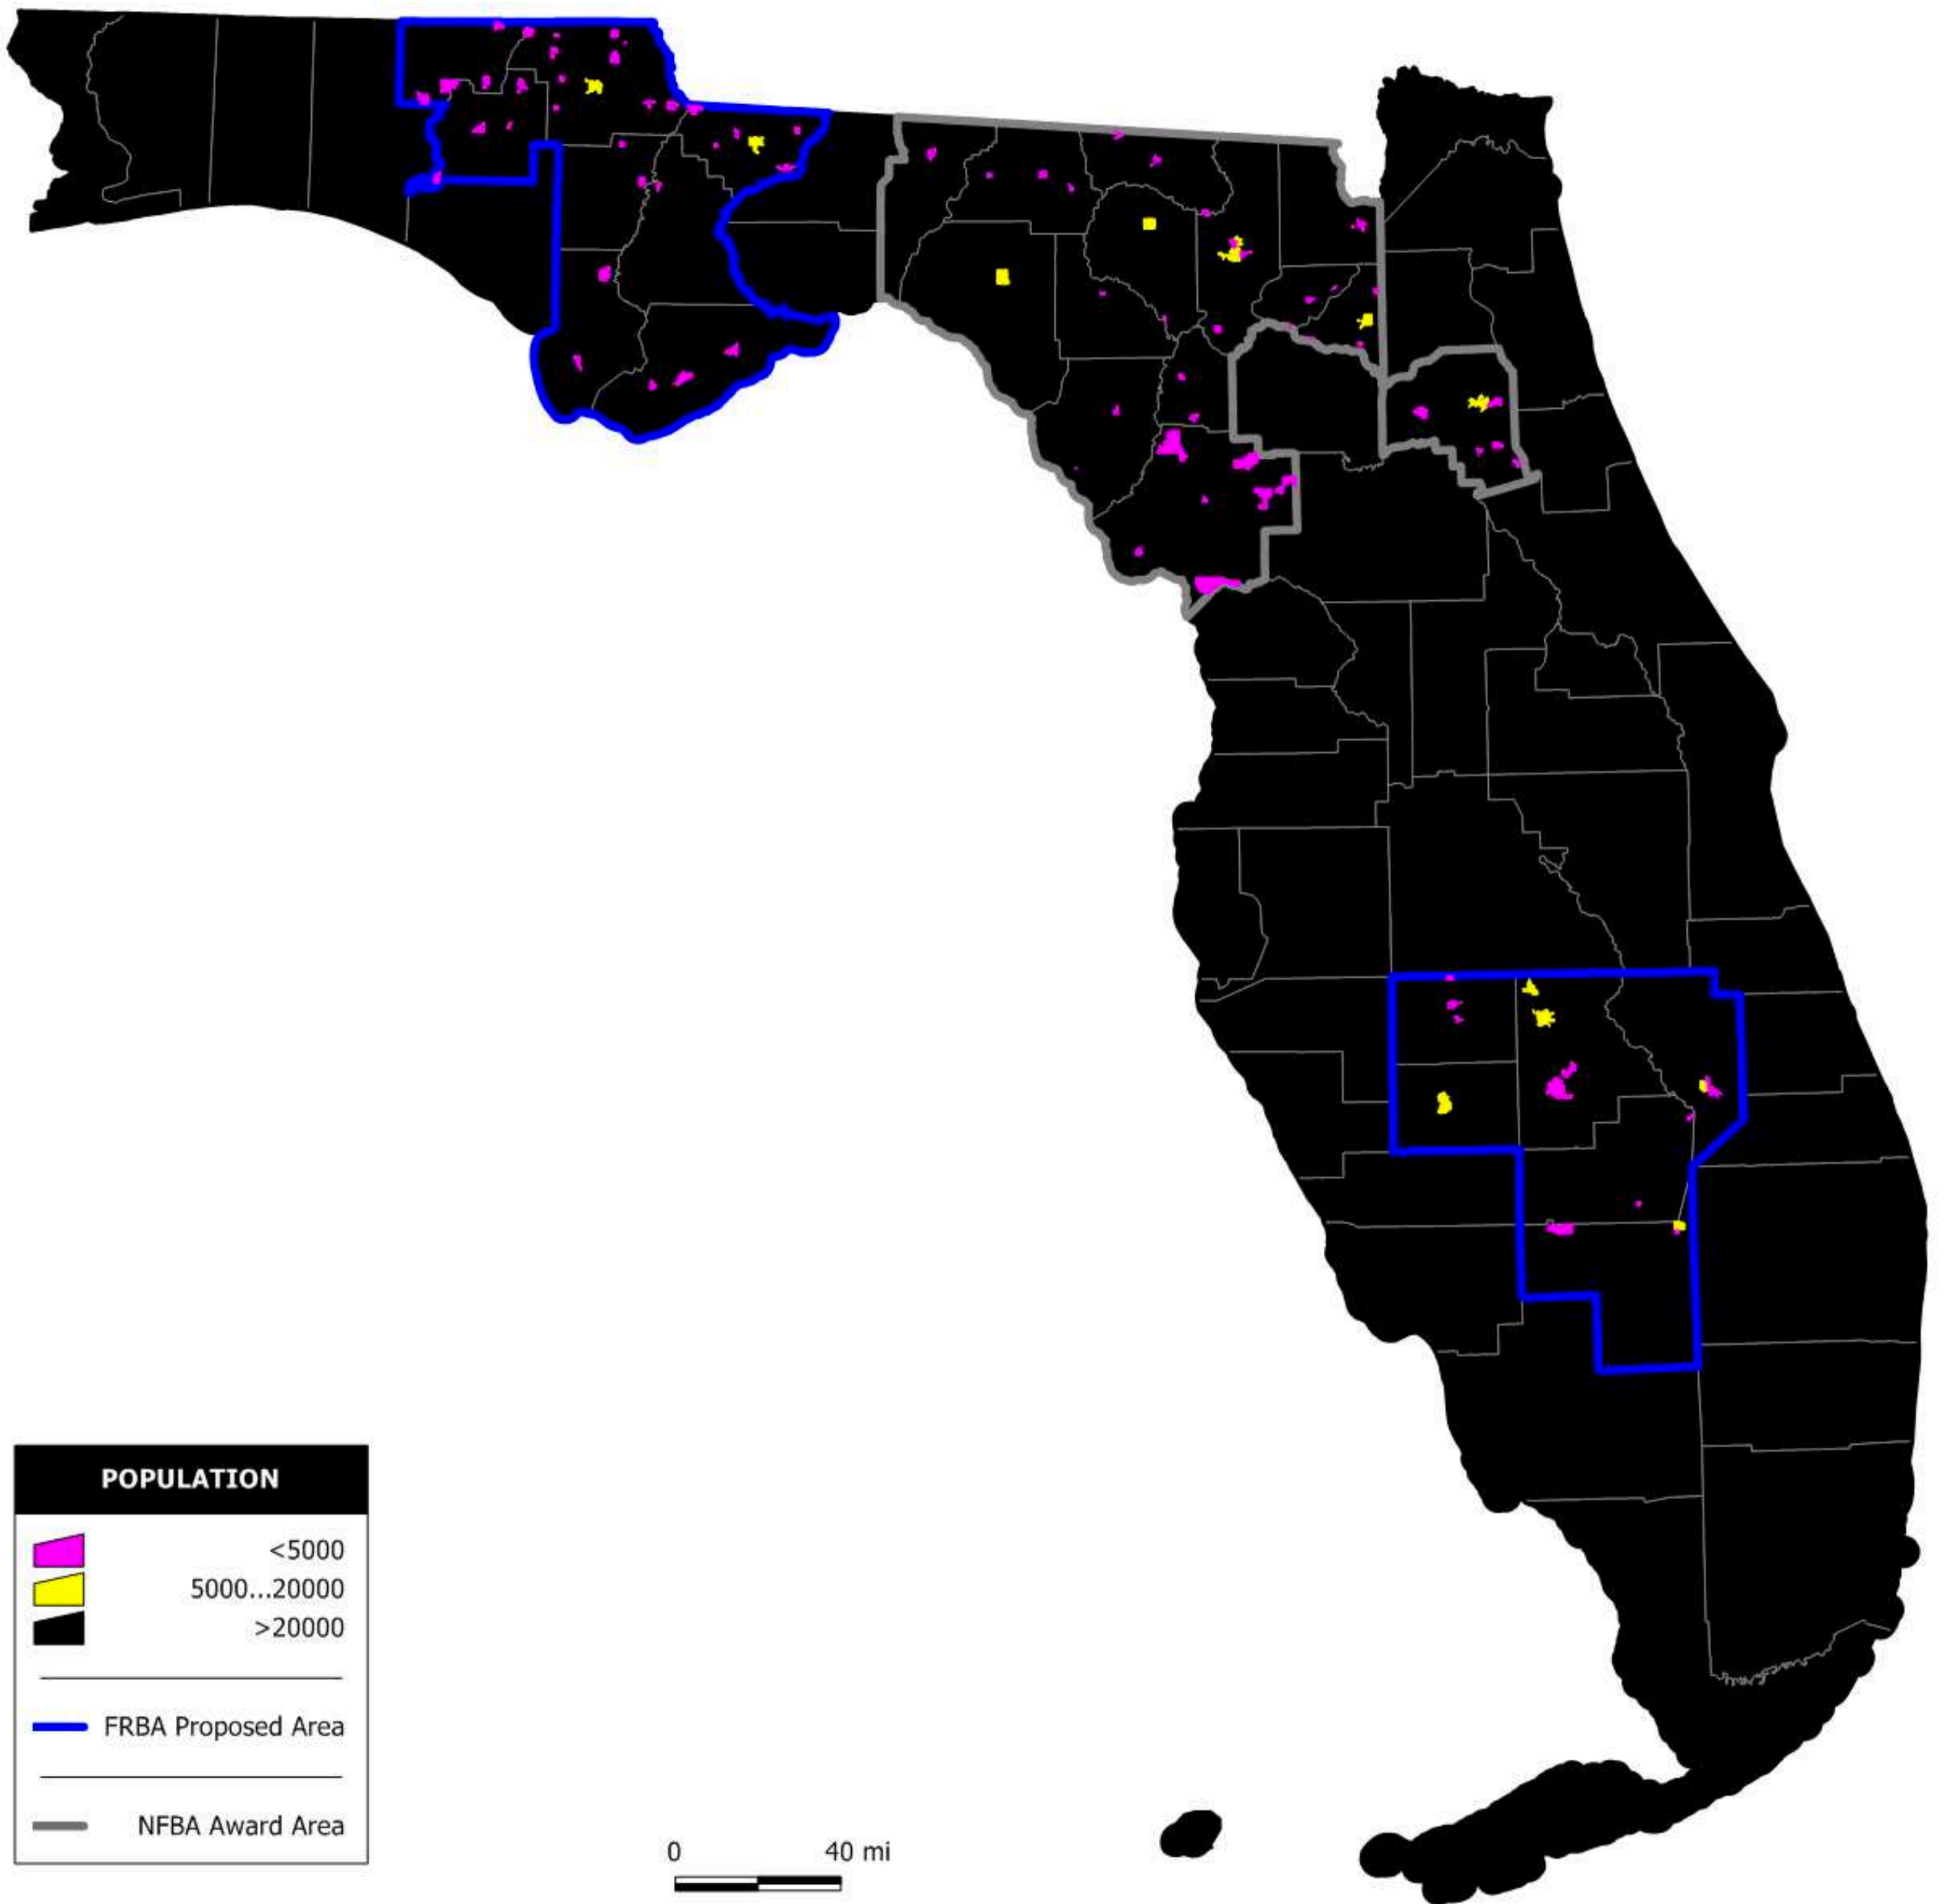 POPULATION
<5000
5000...20000
>20000
FRBA Proposed Area
NFBA Award Area
0 40 mi